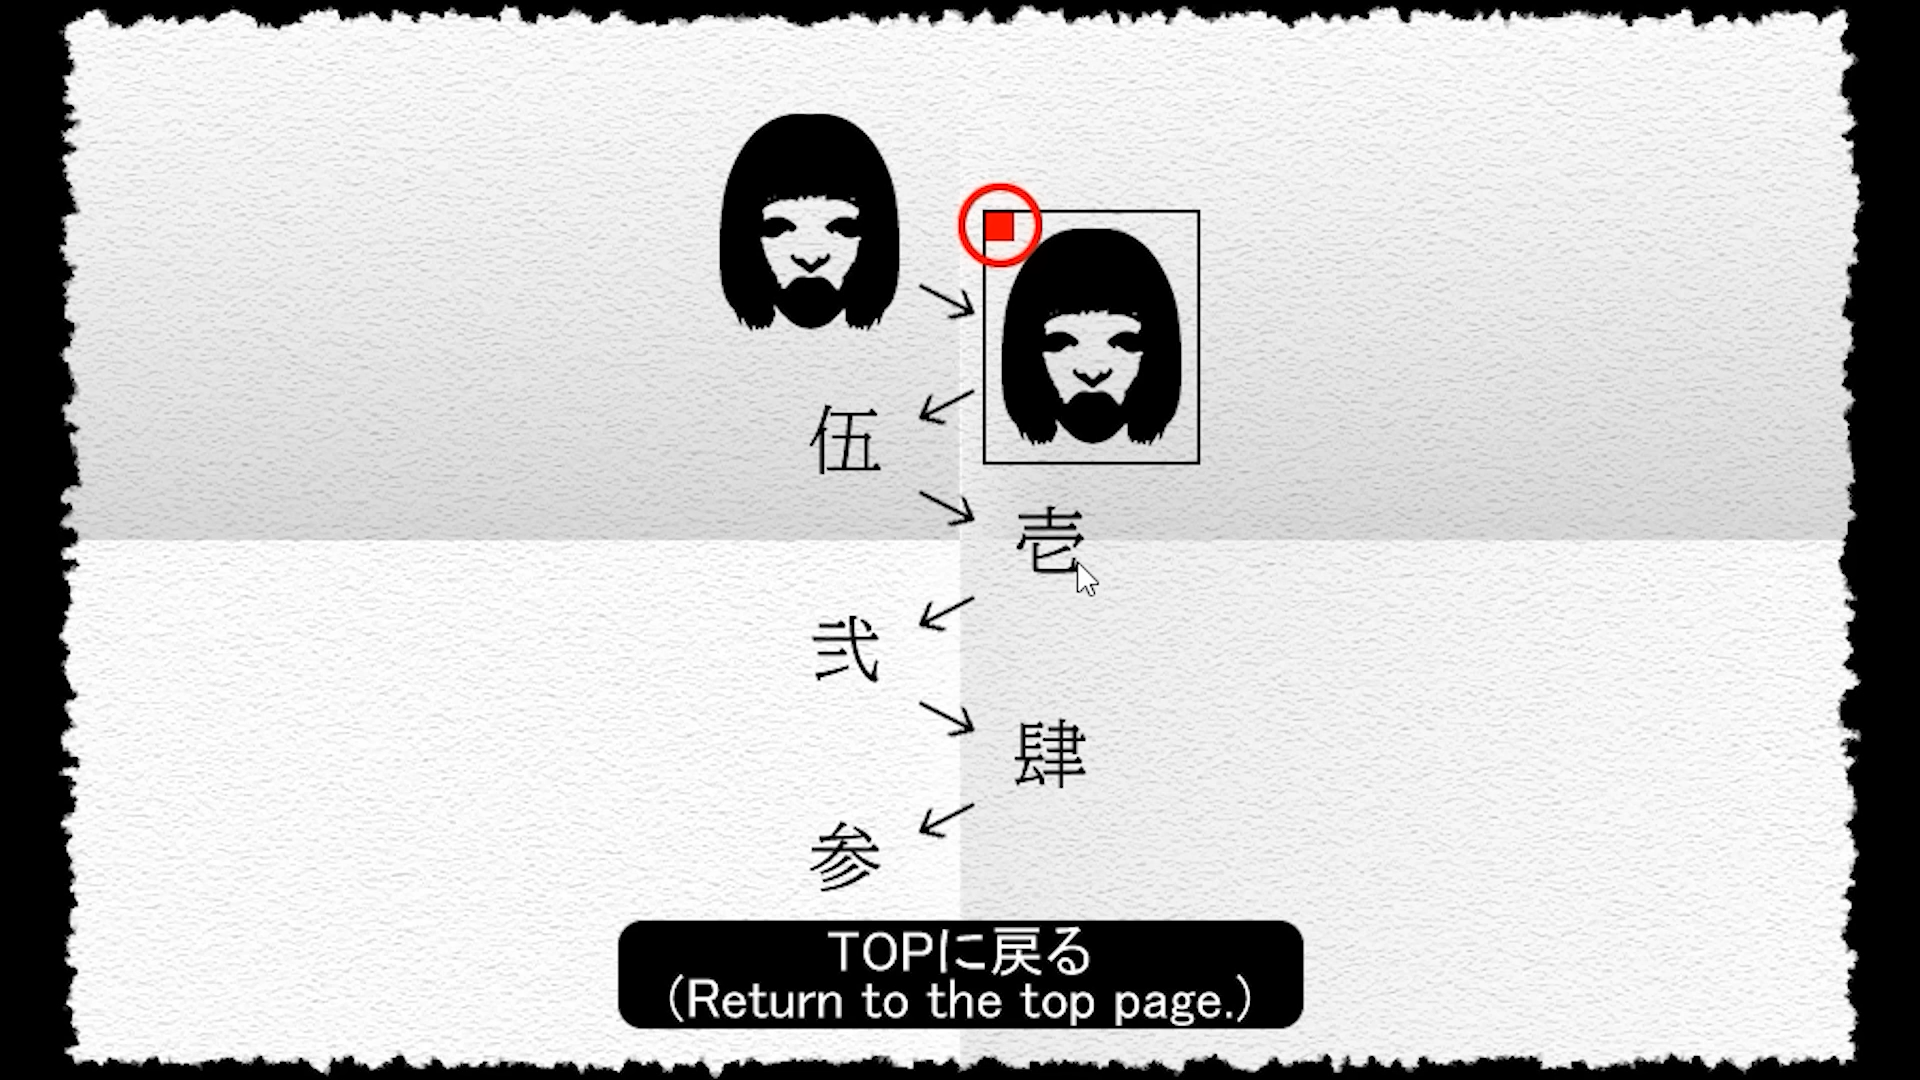 伍
壱
弐
肆
参
TOPに戻る
(Return to the top page.)